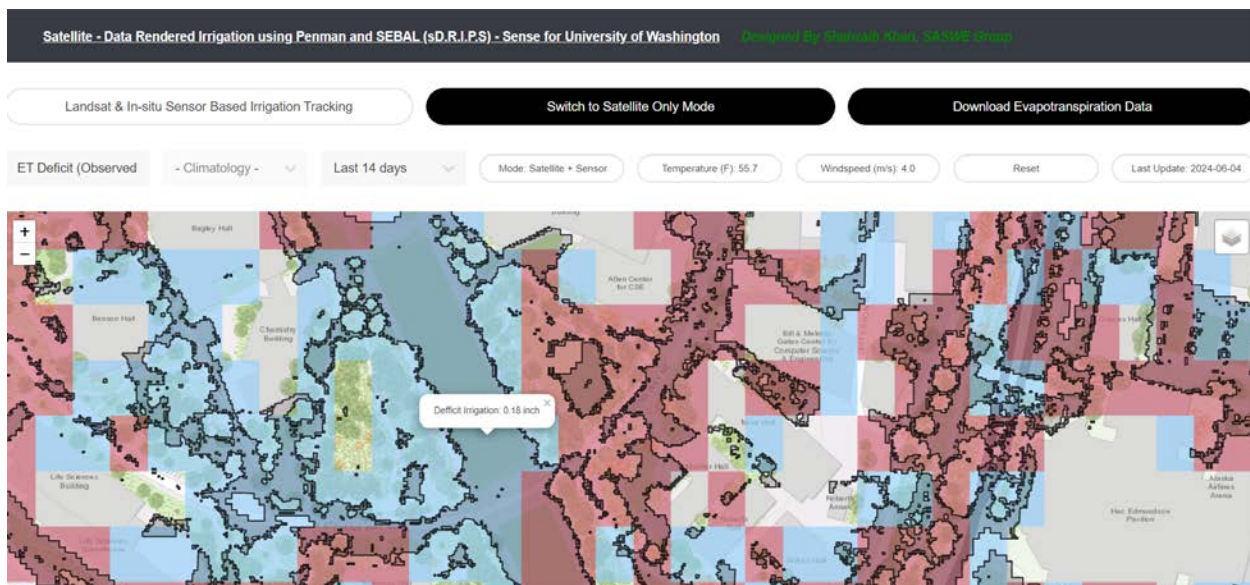 Satellite - Data Rendered Irrigation using Penman and SEBAL (sD.R.I.P.S) - Sense for University of Washington
Designed By Shahzaib Khan, SASWE Group
Landsat & In-situ Sensor Based Irrigation Tracking
Switch to Satellite Only Mode
Download Evapotranspiration Data
ET Deficit (Observed
- Climatology -
Last 14 days
Mode: Satellite + Sensor
Temperature (F): 55.7
Windspeed (m/s): 4.0
Reset
Last Update: 2024-06-04
+
−
Bagley Hall
Allen Center
for CSE
Benson Hall
Chemistry
Building
Bill & Melinda
Gates Center for
Computer Science
& Engineering
Defficit Irrigation: 0.18 inch
×
Life Sciences
Building
Roberts
Annex
Alaska
Airlines
Arena
Hec Edmundson
Pavilion